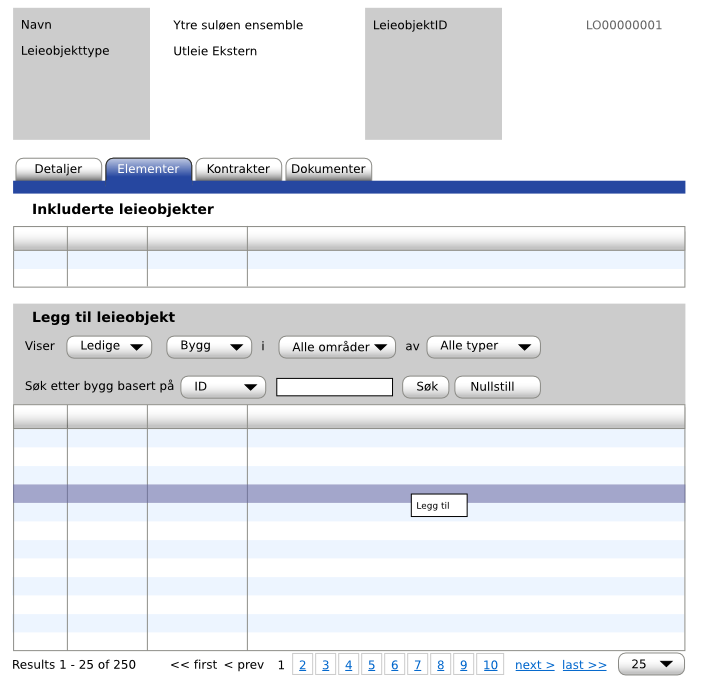 Navn Ytre suløen ensemble LeieobjektID LO00000001
Leieobjekttype Utleie Ekstern
Detaljer Elementer Kontrakter Dokumenter
Inkluderte leieobjekter
Legg til leieobjekt
Viser Ledige Bygg i Alle områder av Alle typer
Søk etter bygg basert på ID Søk Nullstill
Legg til
Results 1 - 25 of 250 << first < prev 1 2 3 4 5 6 7 8 9 10 next > last >> 25